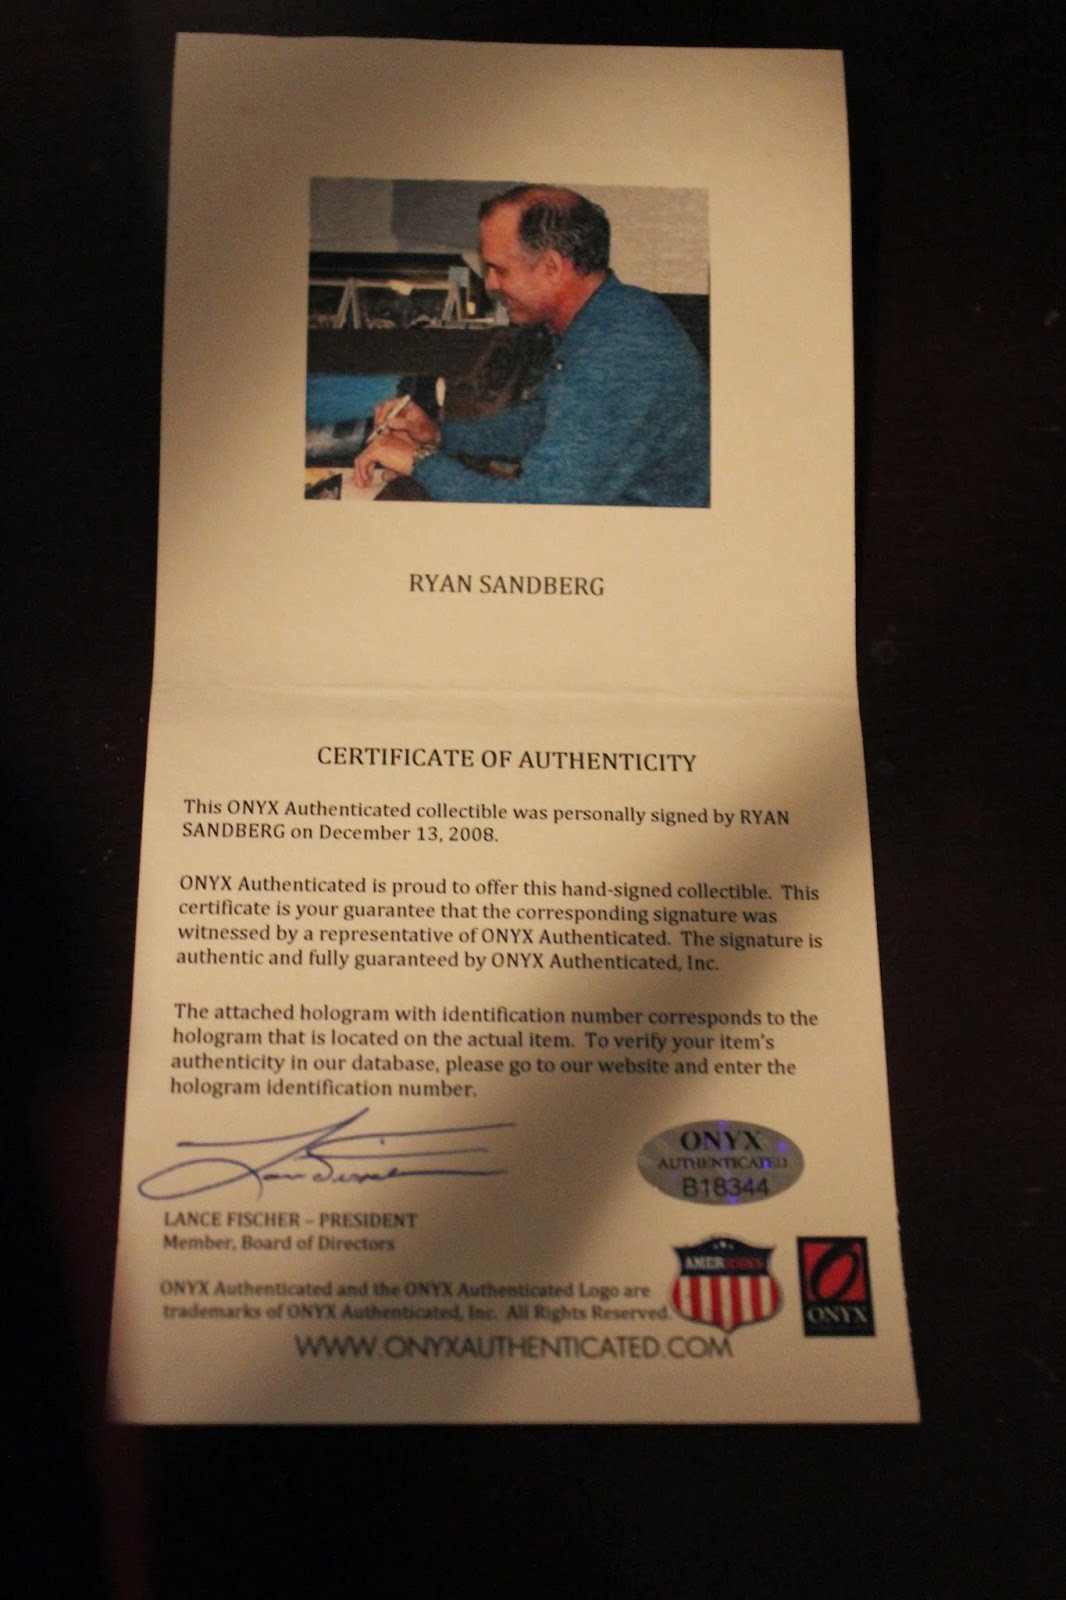 RYAN SANDBERG
CERTIFICATE OF AUTHENTICITY
This ONYX Authenticated collectible was personally signed by RYAN
SANDBERG on December 13, 2008.
ONYX Authenticated is proud to offer this hand-signed collectible. This
certificate is your guarantee that the corresponding signature was
witnessed by a representative of ONYX Authenticated. The signature is
authentic and fully guaranteed by ONYX Authenticated, Inc.
The attached hologram with identification number corresponds to the
hologram that is located on the actual item. To verify your item's
authenticity in our database, please go to our website and enter the
hologram identification number.
ONYX
AUTHENTICATED
B18344
LANCE FISCHER – PRESIDENT
Member, Board of Directors
ONYX Authenticated and the ONYX Authenticated Logo are
trademarks of ONYX Authenticated, Inc. All Rights Reserved.
AMERICONS
ONYX
WWW.ONYXAUTHENTICATED.COM